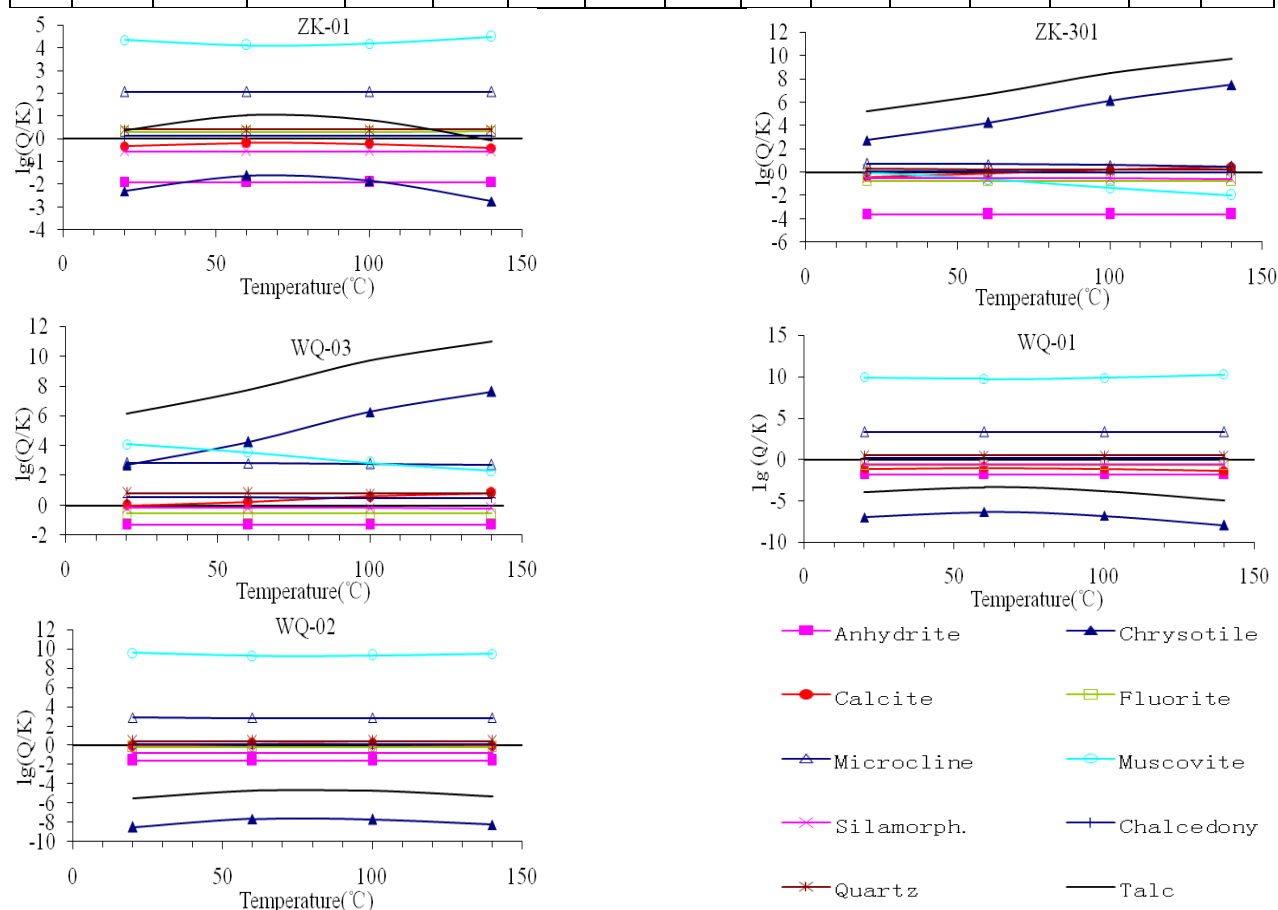 ZK-01
lg(Q/K)
5
4
3
2
1
0
-1
-2
-3
-4
0 50 100 150
Temperature(℃)
ZK-301
lg(Q/K)
12
10
8
6
4
2
0
-2
-4
-6
0 50 100 150
Temperature(℃)
WQ-03
lg(Q/K)
12
10
8
6
4
2
0
-2
0 50 100 150
Temperature(℃)
WQ-01
lg(Q/K)
15
10
5
0
-5
-10
0 50 100 150
Temperature(℃)
WQ-02
lg(Q/K)
12
10
8
6
4
2
0
-2
-4
-6
-8
-10
0 50 100 150
Temperature(℃)
Anhydrite Chrysotile
Calcite Fluorite
Microcline Muscovite
Silamorph. Chalcedony
Quartz Talc